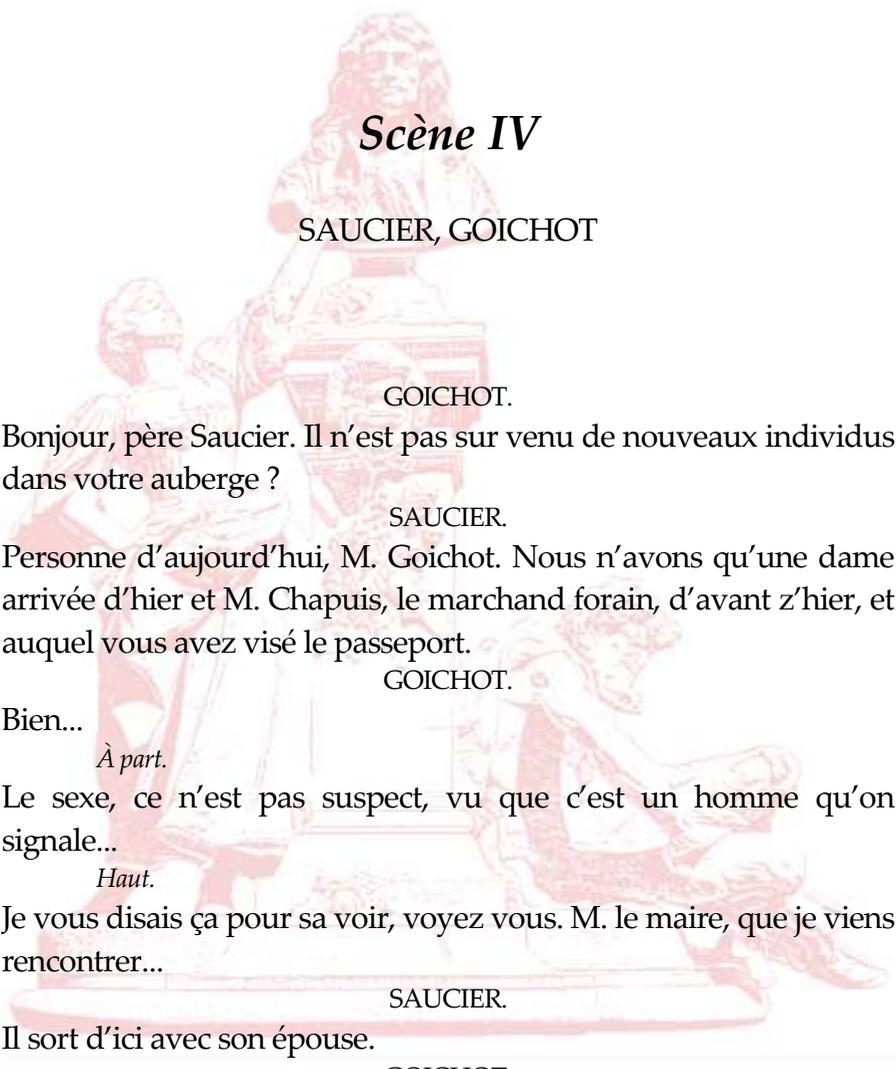 Scène IV
SAUCIER, GOICHOT
GOICHOT.
Bonjour, père Saucier. Il n’est pas sur venu de nouveaux individus
dans votre auberge ?
SAUCIER.
Personne d’aujourd’hui, M. Goichot. Nous n’avons qu’une dame
arrivée d’hier et M. Chapuis, le marchand forain, d’avant z’hier, et
auquel vous avez visé le passeport.
GOICHOT.
Bien...
À part.
Le sexe, ce n’est pas suspect, vu que c’est un homme qu’on
signale...
Haut.
Je vous disais ça pour sa voir, voyez vous. M. le maire, que je viens
rencontrer...
SAUCIER.
Il sort d’ici avec son épouse.